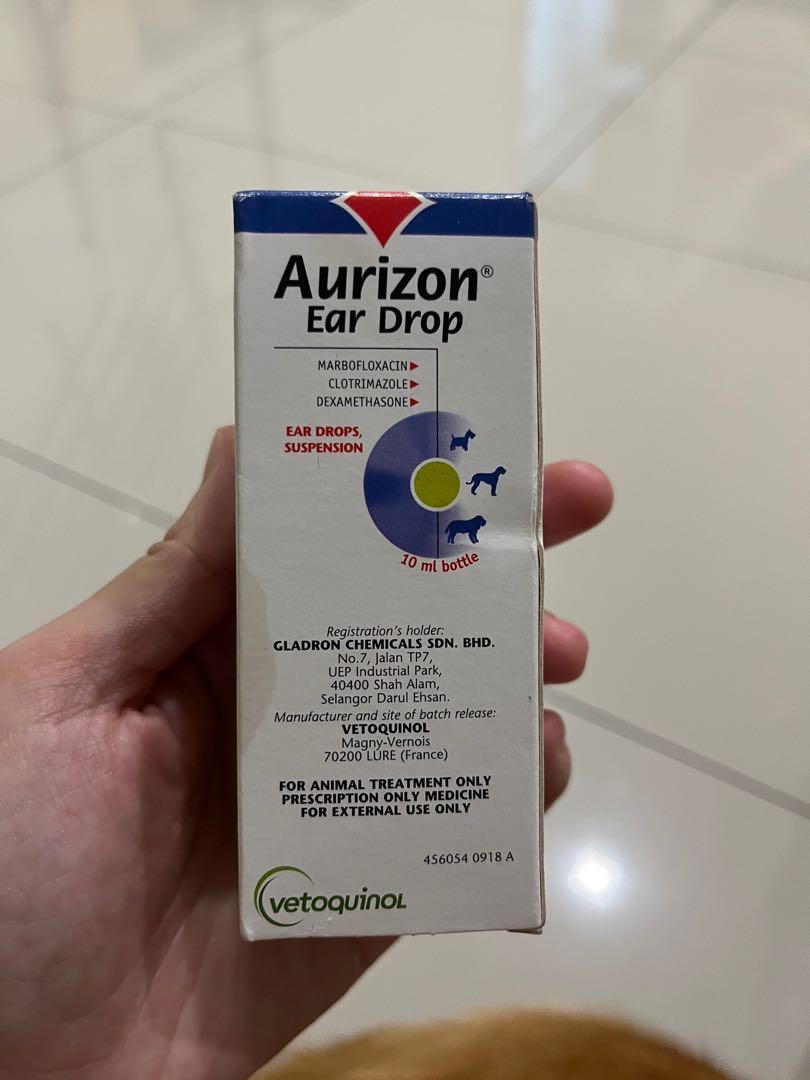 Aurizon®
Ear Drop
MARBOFLOXACIN
CLOTRIMAZOLE
DEXAMETHASONE
EAR DROPS,
SUSPENSION
10 ml bottle
Registration's holder:
GLADRON CHEMICALS SDN. BHD.
No.7, Jalan TP7,
UEP Industrial Park,
40400 Shah Alam,
Selangor Darul Ehsan.
Manufacturer and site of batch release:
VETOQUINOL
Magny-Vernois
70200 LURE (France)
FOR ANIMAL TREATMENT ONLY
PRESCRIPTION ONLY MEDICINE
FOR EXTERNAL USE ONLY
456054 0918 A
vetoquinol